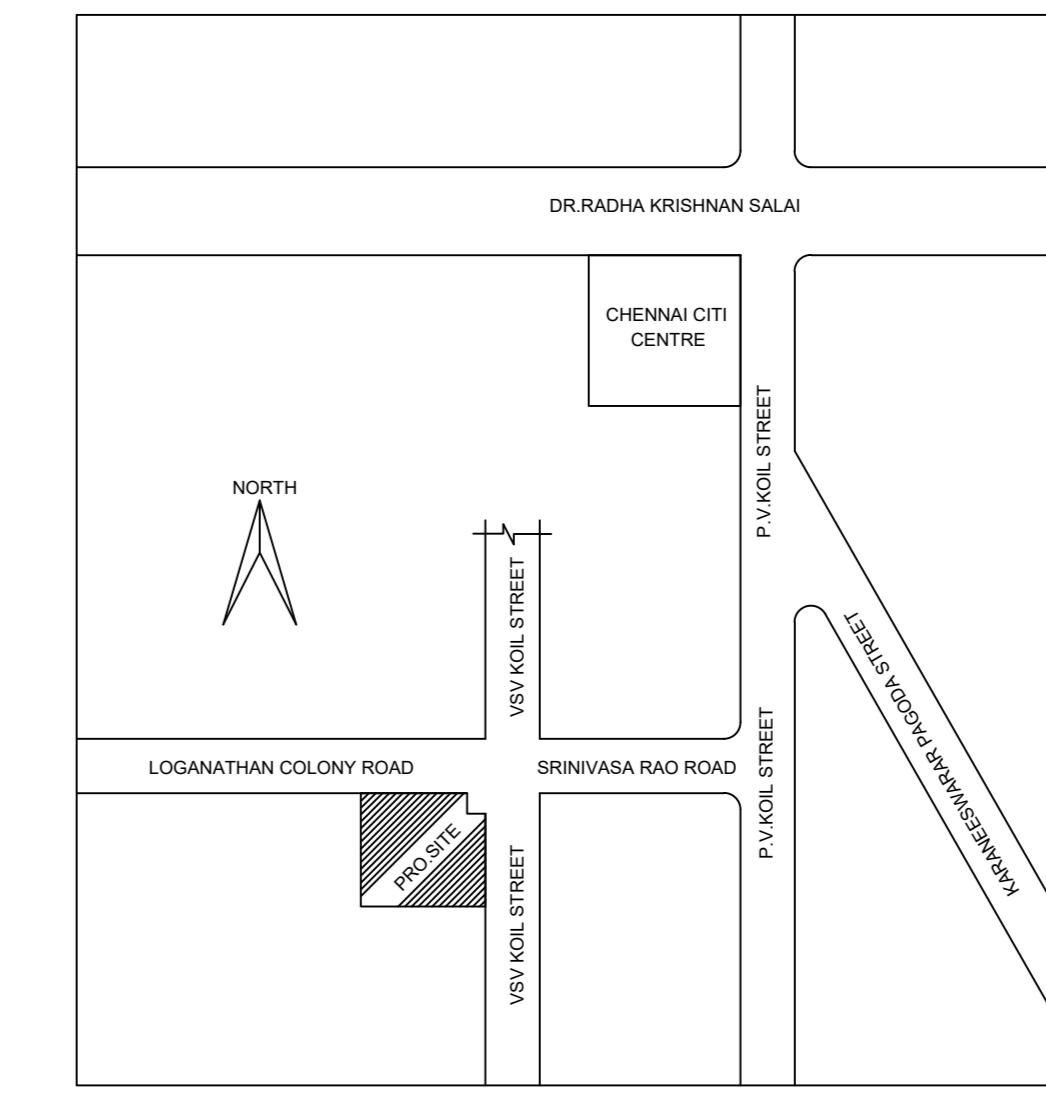 DR.RADHA KRISHNAN SALAI
CHENNAI CITI
CENTRE
P.V.KOIL STREET
NORTH
VSV KOIL STREET
KARANEESWARAR PAGODA STREET
P.V.KOIL STREET
LOGANATHAN COLONY ROAD
SRINIVASA RAO ROAD
PRO.SITE
VSV KOIL STREET